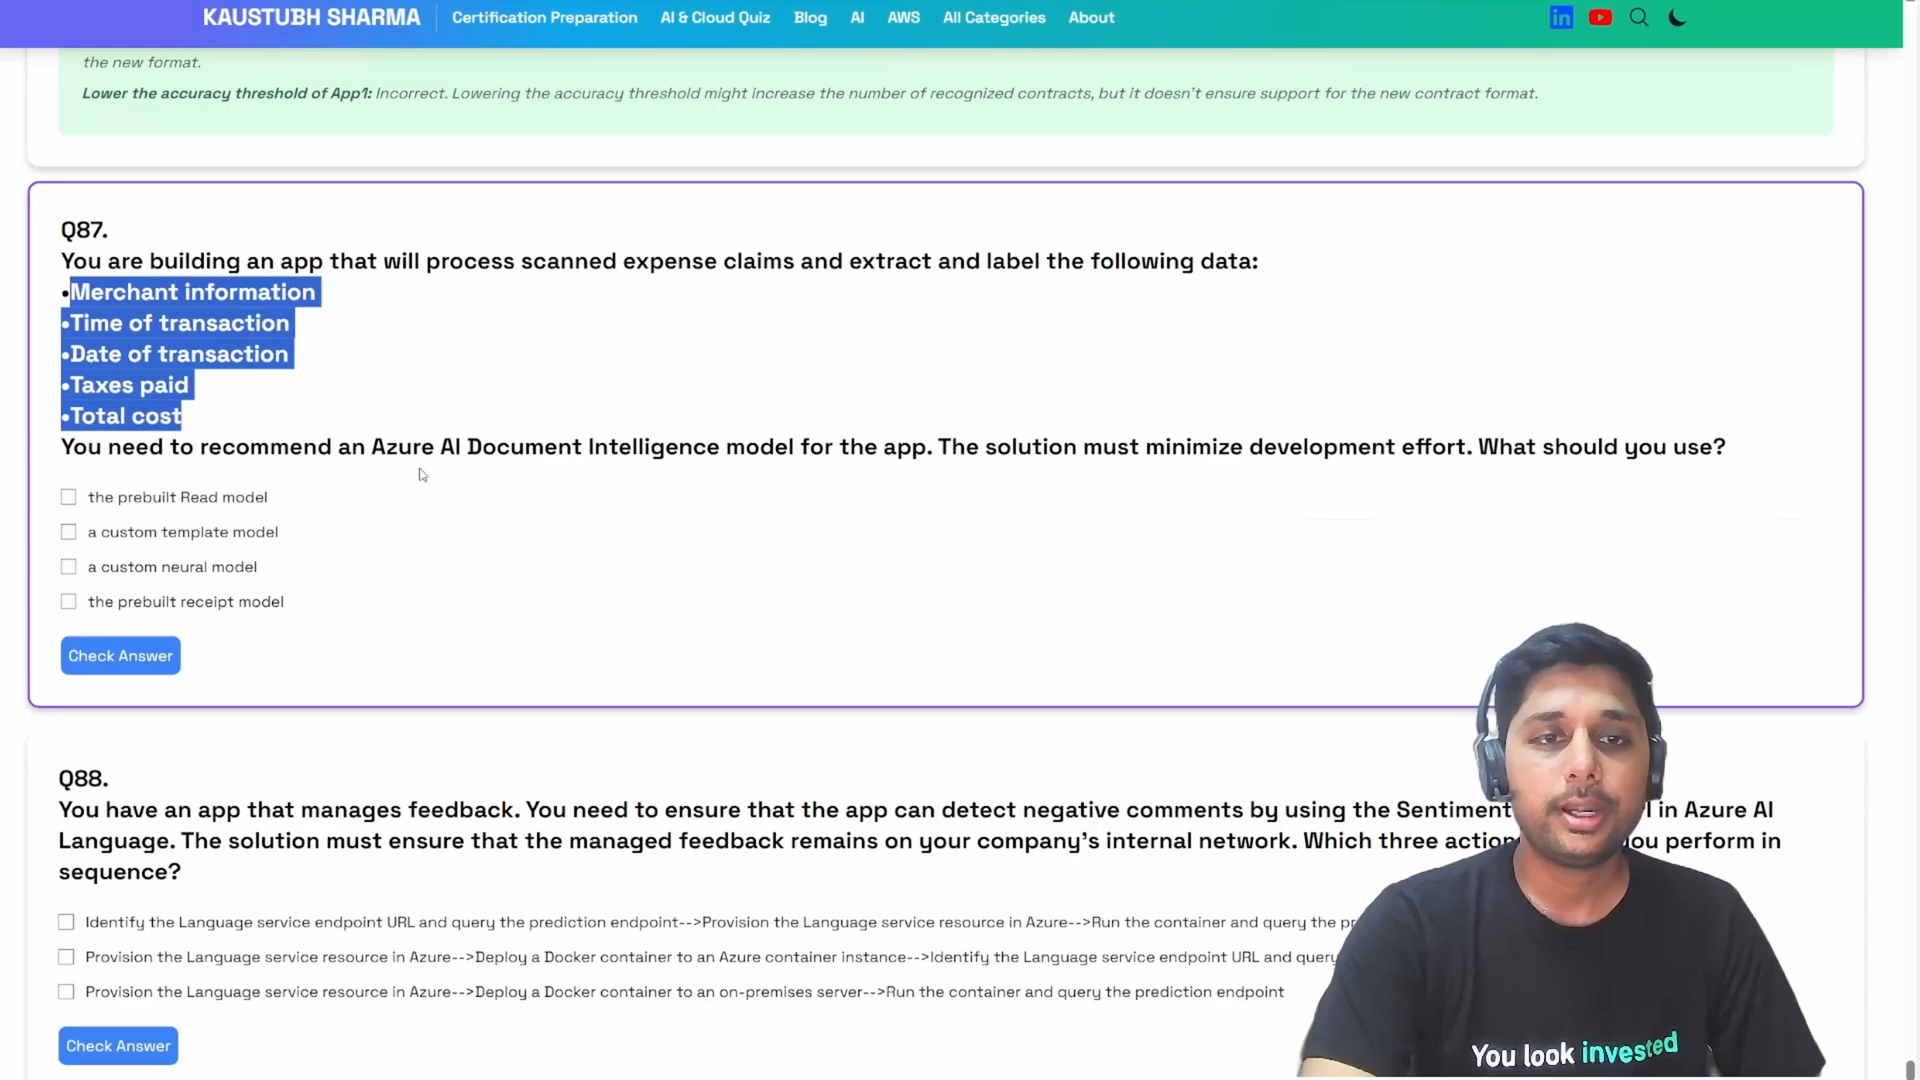 KAUSTUBH SHARMA
Certification Preparation
AI & Cloud Quiz
Blog
AI
AWS
All Categories
About
in
the new format.
Lower the accuracy threshold of App1: Incorrect. Lowering the accuracy threshold might increase the number of recognized contracts, but it doesn't ensure support for the new contract format.
Q87.
You are building an app that will process scanned expense claims and extract and label the following data:
•Merchant information
•Time of transaction
•Date of transaction
•Taxes paid
•Total cost
You need to recommend an Azure AI Document Intelligence model for the app. The solution must minimize development effort. What should you use?
the prebuilt Read model
a custom template model
a custom neural model
the prebuilt receipt model
Check Answer
Q88.
You have an app that manages feedback. You need to ensure that the app can detect negative comments by using the Sentiment in Azure AI
Language. The solution must ensure that the managed feedback remains on your company's internal network. Which three you perform in
sequence?
Identify the Language service endpoint URL and query the prediction endpoint-->Provision the Language service resource in Azure-->Run the container and query the
Provision the Language service resource in Azure-->Deploy a Docker container to an Azure container instance-->Identify the Language service endpoint URL and query
Provision the Language service resource in Azure-->Deploy a Docker container to an on-premises server-->Run the container and query the prediction endpoint
Check Answer
You look invested